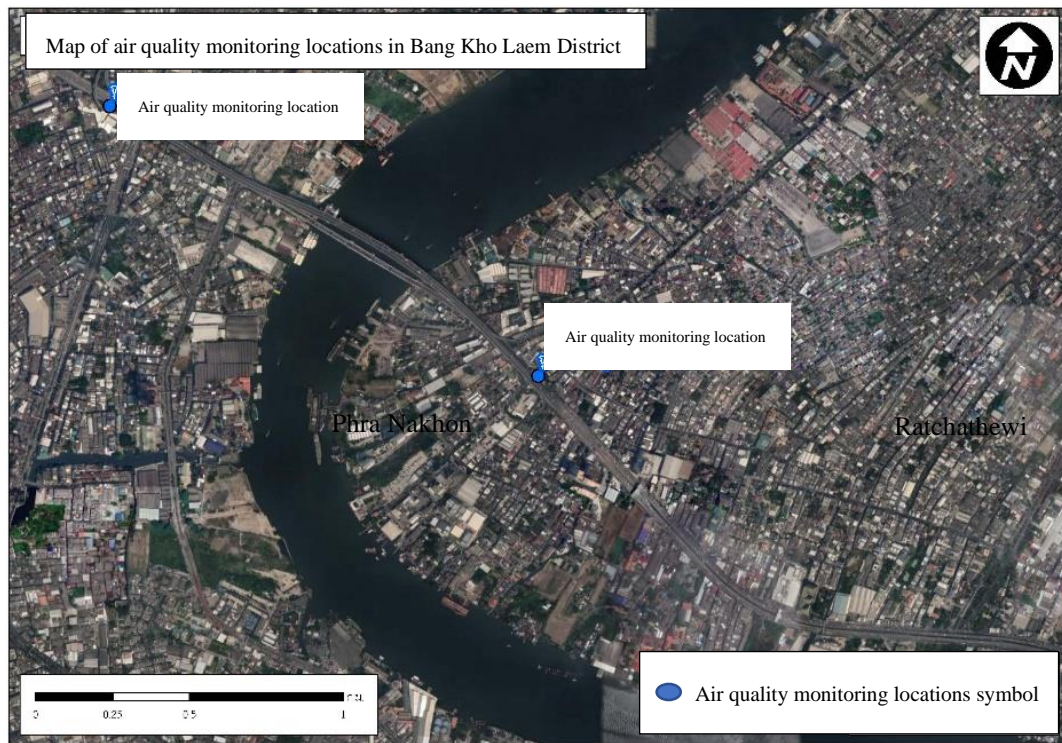 Map of air quality monitoring locations in Bang Kho Laem District
N
Air quality monitoring location
Air quality monitoring location
Phra Nakhon
Ratchathewi
0 0.25 0.5 1
Air quality monitoring locations symbol